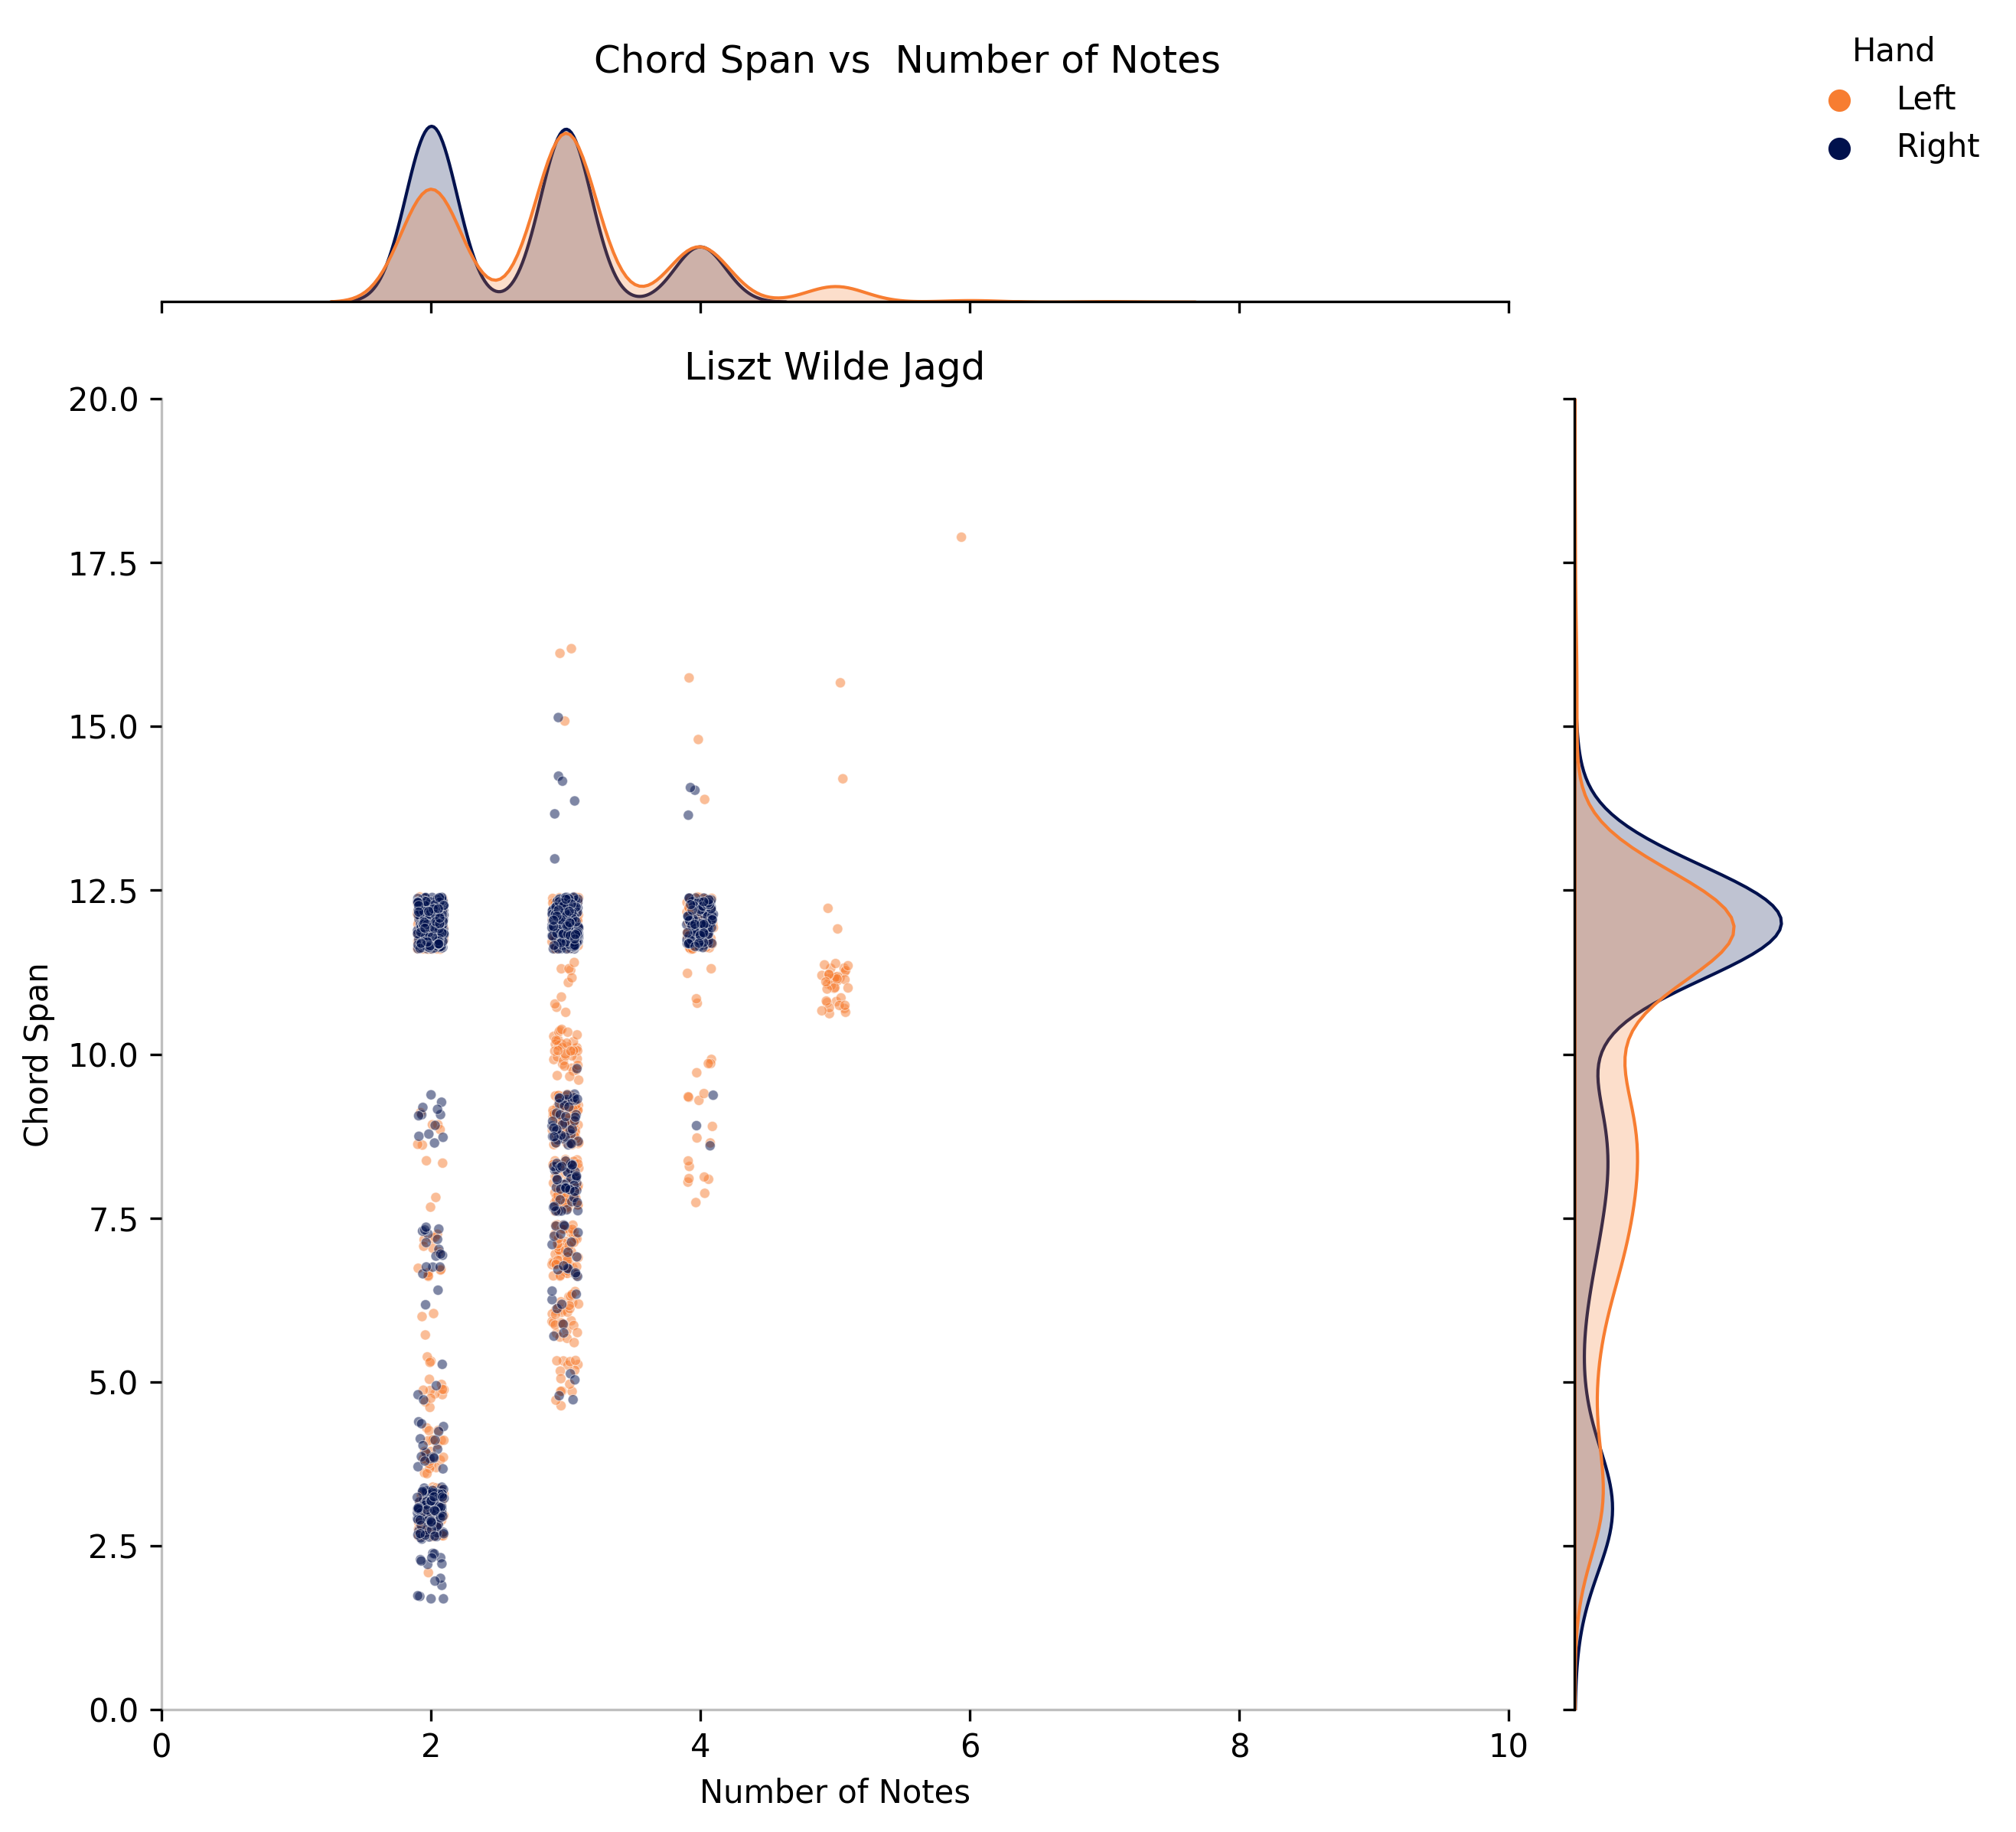 Chord Span vs  Number of Notes
Hand
Left
Right
Liszt Wilde Jagd
20.0
17.5
15.0
12.5
10.0
7.5
5.0
2.5
0.0
Chord Span
0 2 4 6 8 10
Number of Notes